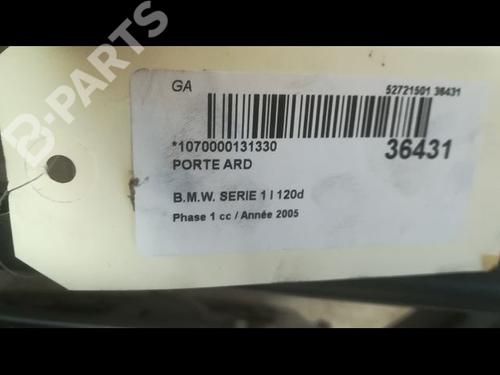 B-PARTS
GA
52721501 36431
*1070000131330
36431
PORTE ARD
B.M.W. SERIE 1 I 120d
Phase 1 cc / Année 2005